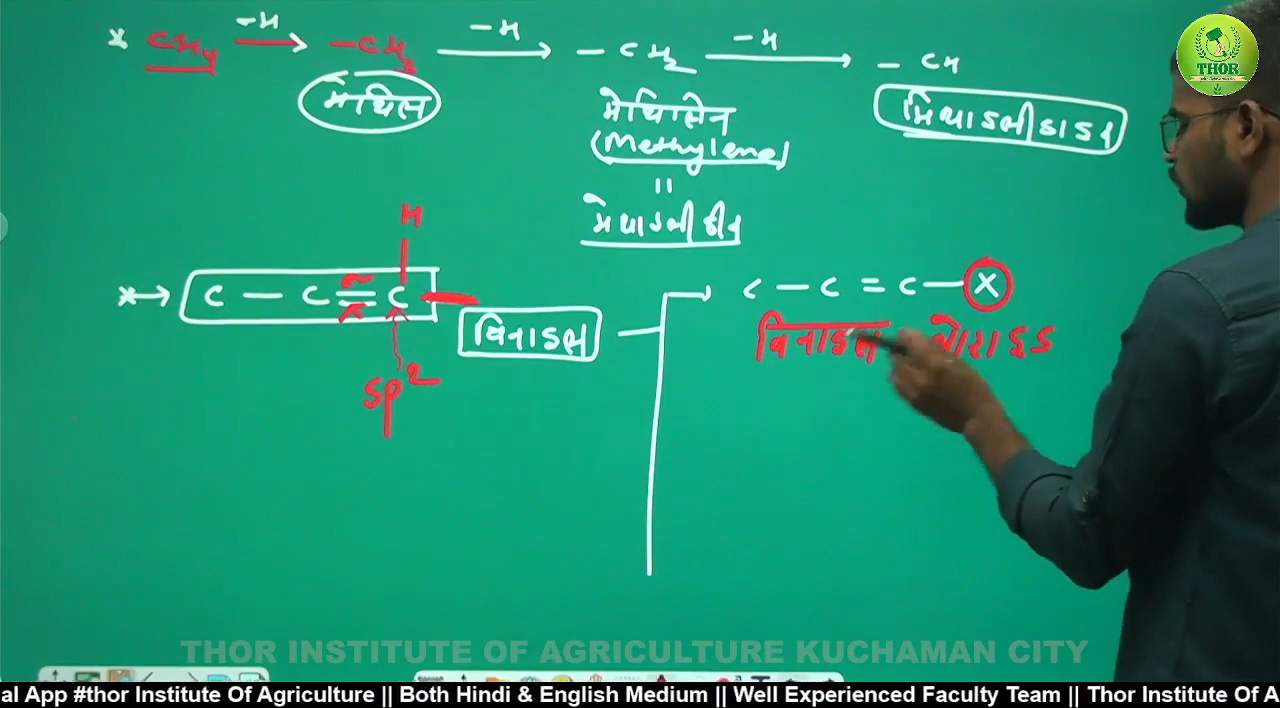 * CH4 -H → -CH3 -H → - CH2 -H → - CH
मेथिल
मेथिलेन
(Methylene)
=
मेथाइलीडीन
मिथाइलीडाइन
H
* → C - C = C
sp2
विनाइल
C - C = C - X
विनाइल
THOR
THOR INSTITUTE OF AGRICULTURE KUCHAMAN CITY
al App #thor Institute Of Agriculture || Both Hindi & English Medium || Well Experienced Faculty Team || Thor Institute Of A